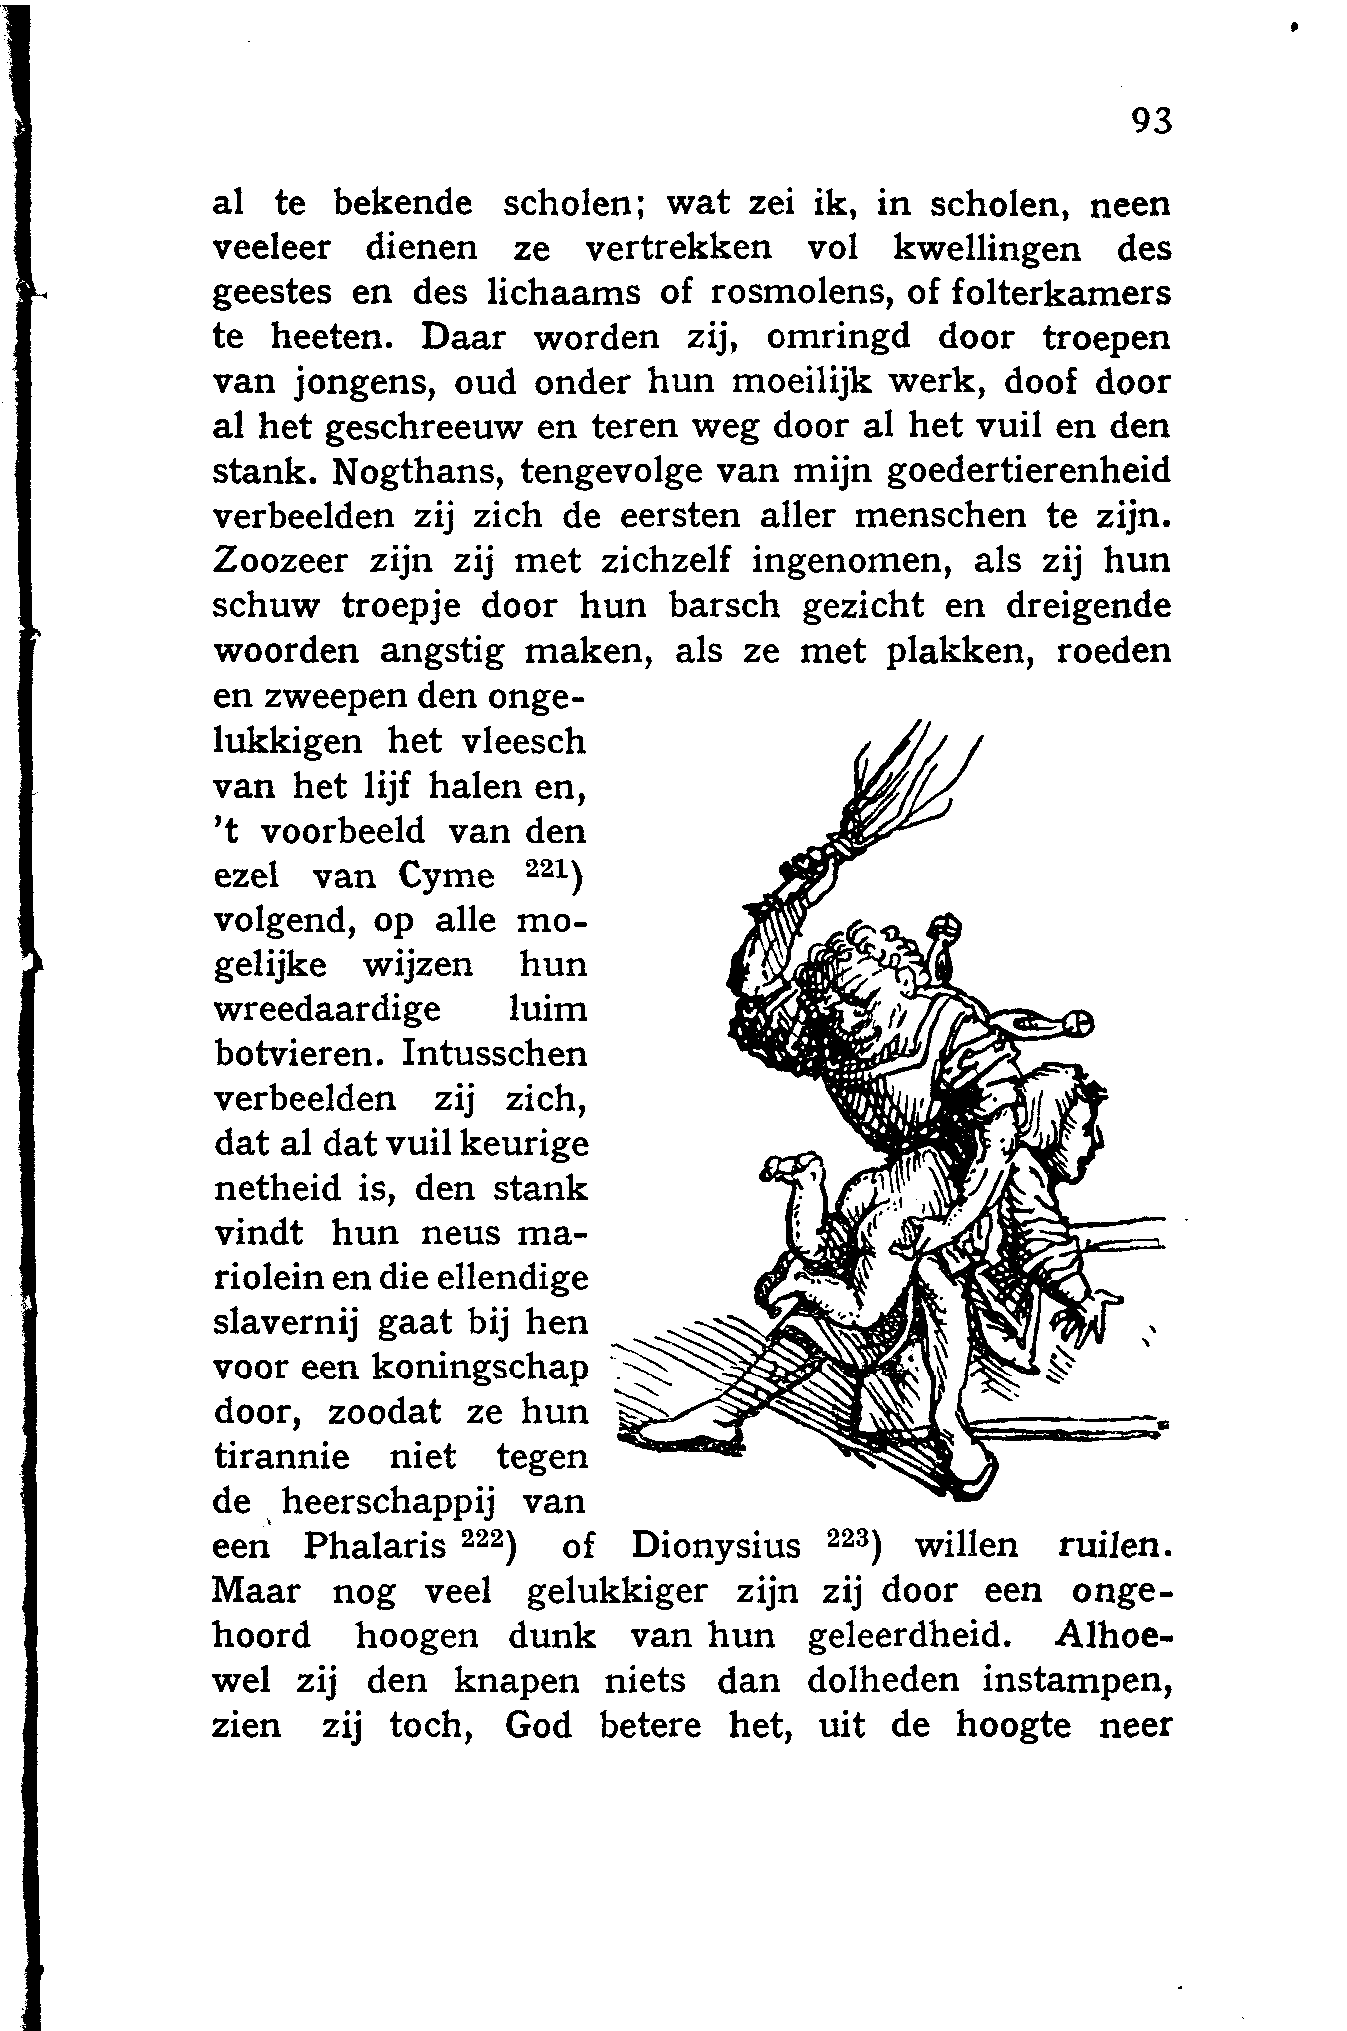 93
al te bekende scholen; wat zei ik, in scholen, neen
veeleer dienen ze vertrekken vol kwellingen des
geestes en des lichaams of rosmolens, of folterkamers
te heeten. Daar worden zij, omringd door troepen
van jongens, oud onder hun moeilijk werk, doof door
al het geschreeuw en teren weg door al het vuil en den
stank. Nogthans, tengevolge van mijn goedertierenheid
verbeelden zij zich de eersten aller menschen te zijn.
Zoozeer zijn zij met zichzelf ingenomen, als zij hun
schuw troepje door hun barsch gezicht en dreigende
woorden angstig maken, als ze met plakken, roeden
en zweepen den onge-
lukkigen het vleesch
van het lijf halen en,
’t voorbeeld van den
ezel van Cyme ²²¹)
volgend, op alle mo-
gelijke wijzen hun
wreedaardige luim
botvieren. Intusschen
verbeelden zij zich,
dat al dat vuil keurige
netheid is, den stank
vindt hun neus ma-
riolein en die ellendige
slavernij gaat bij hen
voor een koningschap
door, zoodat ze hun
tirannie niet tegen
de heerschappij van
een Phalaris ²²²) of Dionysius ²²³) willen ruilen.
Maar nog veel gelukkiger zijn zij door een onge-
hoord hoogen dunk van hun geleerdheid. Alhoe-
wel zij den knapen niets dan dolheden instampen,
zien zij toch, God betere het, uit de hoogte neer